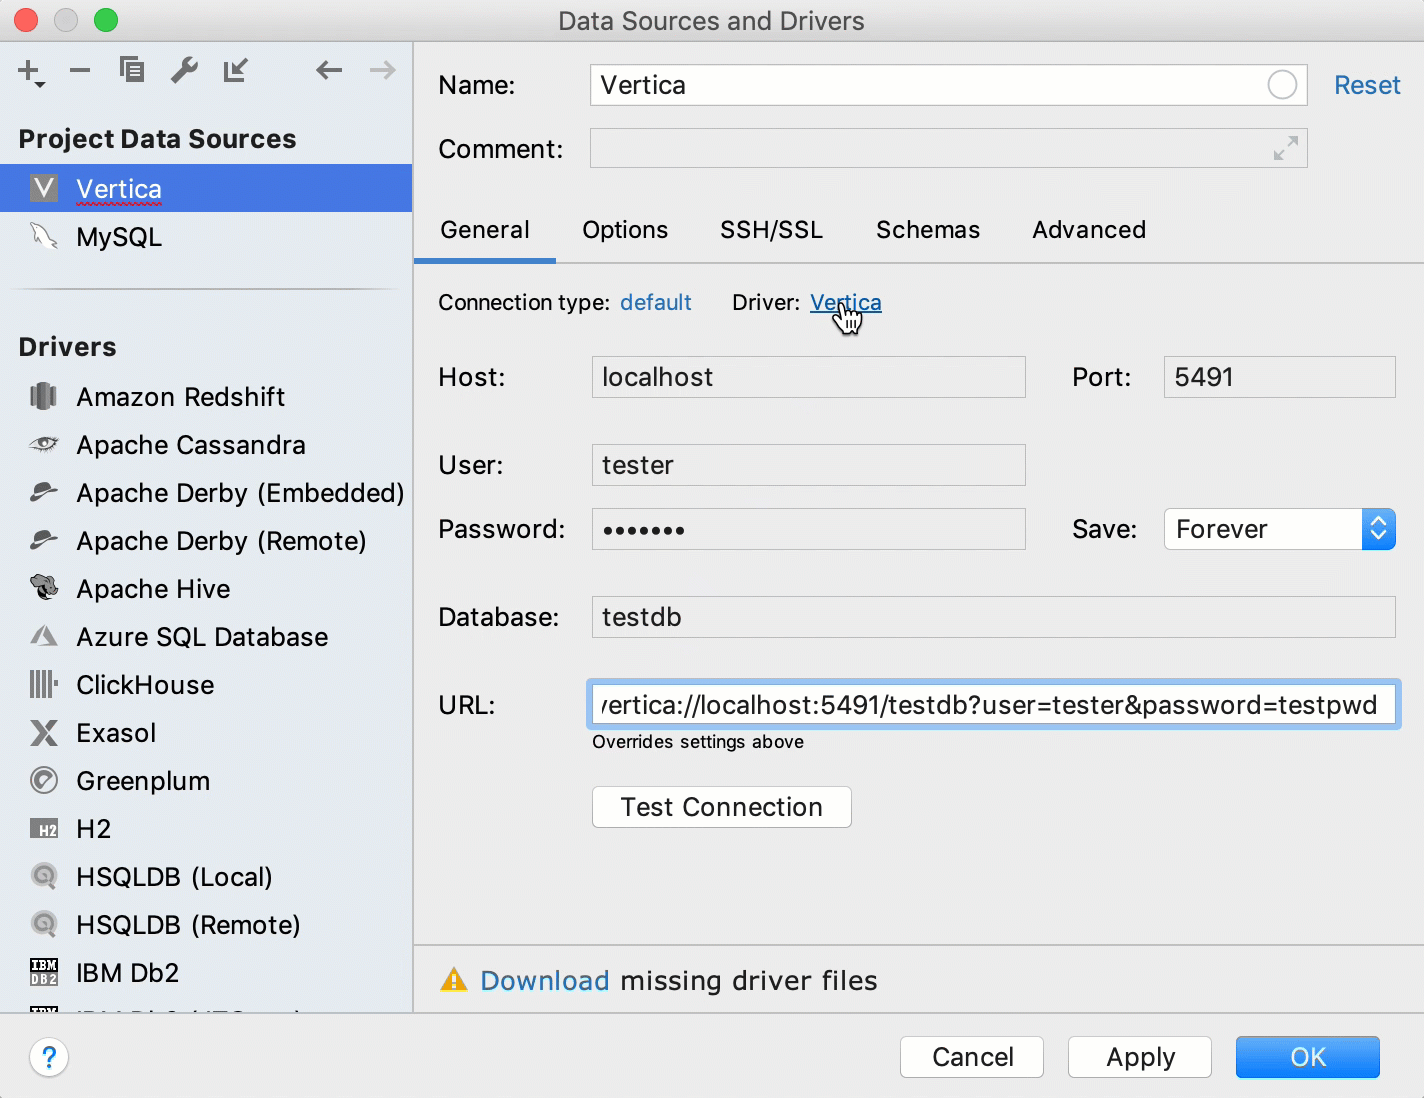 Data Sources and Drivers
Project Data Sources
V Vertica
MySQL
Drivers
Amazon Redshift
Apache Cassandra
Apache Derby (Embedded)
Apache Derby (Remote)
Apache Hive
Azure SQL Database
ClickHouse
Exasol
Greenplum
H2 H2
HSQLDB (Local)
HSQLDB (Remote)
IBM DB2 IBM Db2
Name: Vertica Reset
Comment:
General Options SSH/SSL Schemas Advanced
Connection type: default Driver: Vertica
Host: localhost Port: 5491
User: tester
Password: ••••••• Save: Forever
Database: testdb
URL: vertica://localhost:5491/testdb?user=tester&password=testpwd
Overrides settings above
Test Connection
Download missing driver files
? Cancel Apply OK